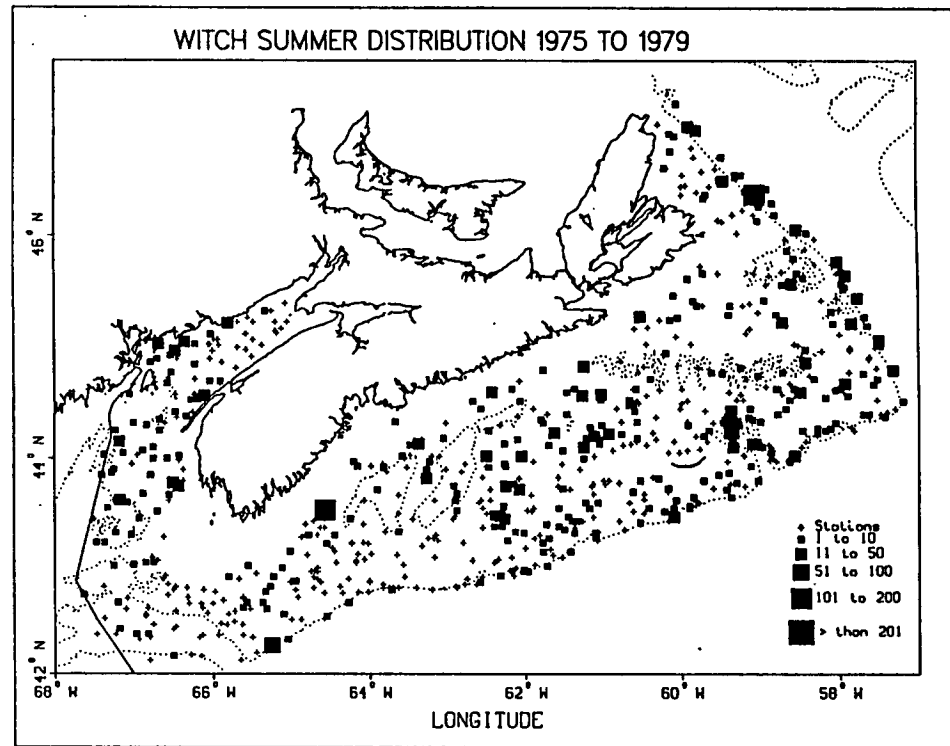 WITCH SUMMER DISTRIBUTION 1975 TO 1979
46° N
44° N
42° N
Stations
1 to 10
11 to 50
51 to 100
101 to 200
> than 201
68° W
66° W
64° W
62° W
60° W
58° W
LONGITUDE